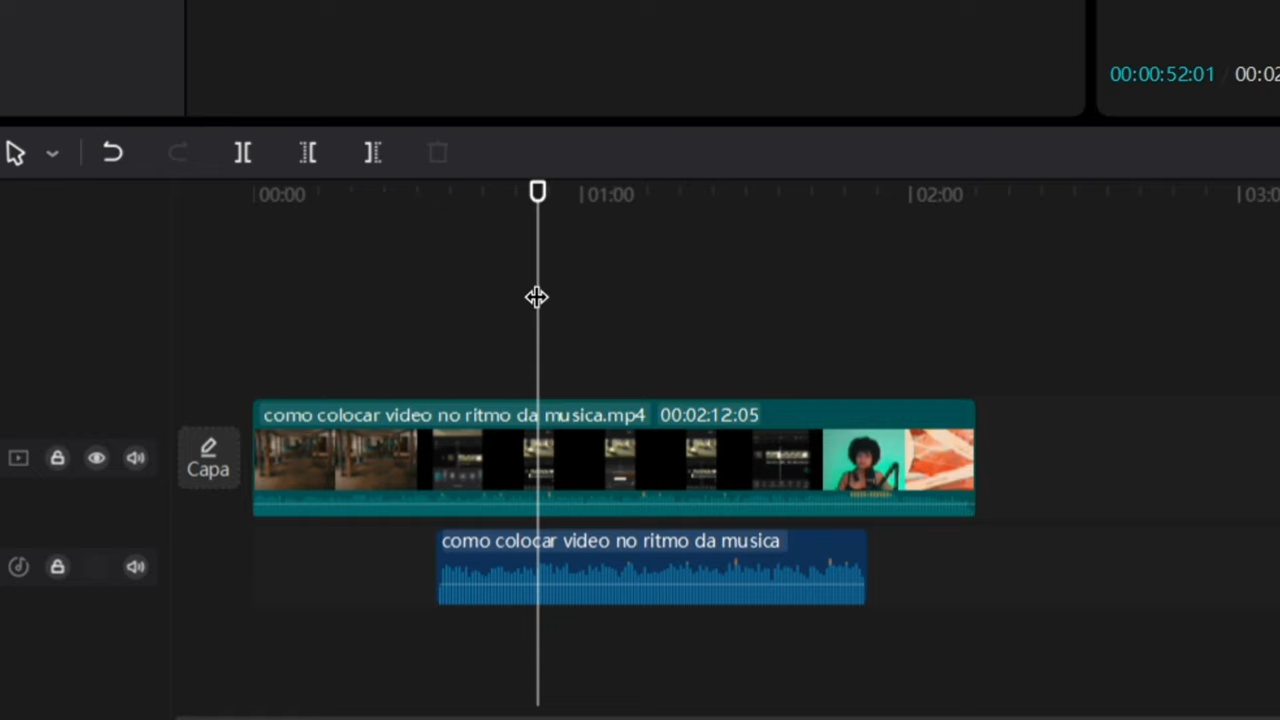 00:00:52:01 / 00:02
00:00
01:00
02:00
03:0
como colocar video no ritmo da musica.mp4 00:02:12:05
Capa
como colocar video no ritmo da musica